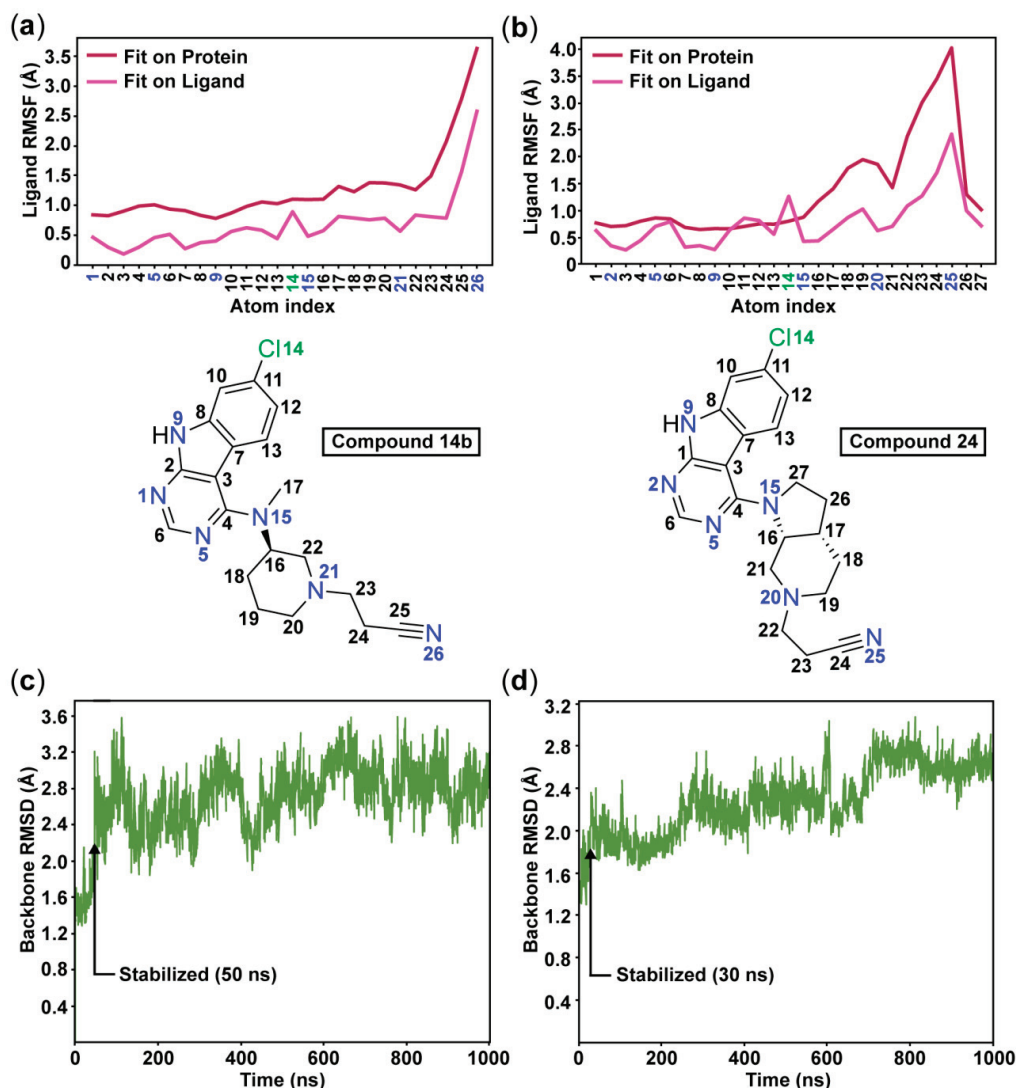 (a)
Ligand RMSF (Å)
3.5
3.0
2.5
1.0
1.5
1.0
0.5
0
Fit on Protein
Fit on Ligand
1 2 3 4 5 6 7 8 9 10 11 12 13 14 15 16 17 18 19 20 21 22 23 24 25 26
Atom index
(b)
Ligand RMSF (Å)
4.0
3.5
3.0
2.5
2.0
1.5
1.0
0.5
0
Fit on Protein
Fit on Ligand
1 2 3 4 5 6 7 8 9 10 11 12 13 14 15 16 17 18 19 20 21 22 23 24 25 26 27
Atom index
Cl14
10 11
8 12
9
HN
13
7
2
3
1N
17
4 N15
6 N
5
16 22
18 N21 23
19 20 24
25
N
26
Compound 14b
Cl14
10 11
8 12
9
HN
13
7
1
3
27
15
2N N
26
4
6 N
5
16 17
18
21
20N 19
22
23 24
N
25
Compound 24
(c)
Backbone RMSD (Å)
3.6
3.2
2.8
2.4
2.0
1.6
1.2
0.8
0.4
Stabilized (50 ns)
0 200 400 600 800 1000
Time (ns)
(d)
Backbone RMSD (Å)
3.2
2.8
2.4
2.0
1.6
1.2
0.8
0.4
Stabilized (30 ns)
0 200 400 600 800 1000
Time (ns)